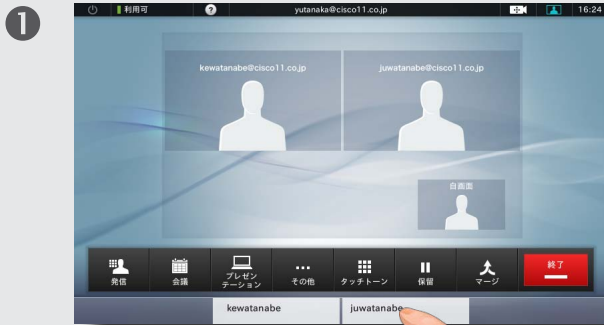 1
利用可
?
yutanaka@cisco11.co.jp
16:24
kewatanabe@cisco11.co.jp
juwatanabe@cisco11.co.jp
自画面
発信
会議
プレゼン
テーション
その他
タッチトーン
保留
マージ
終了
kewatanabe
juwatanabe